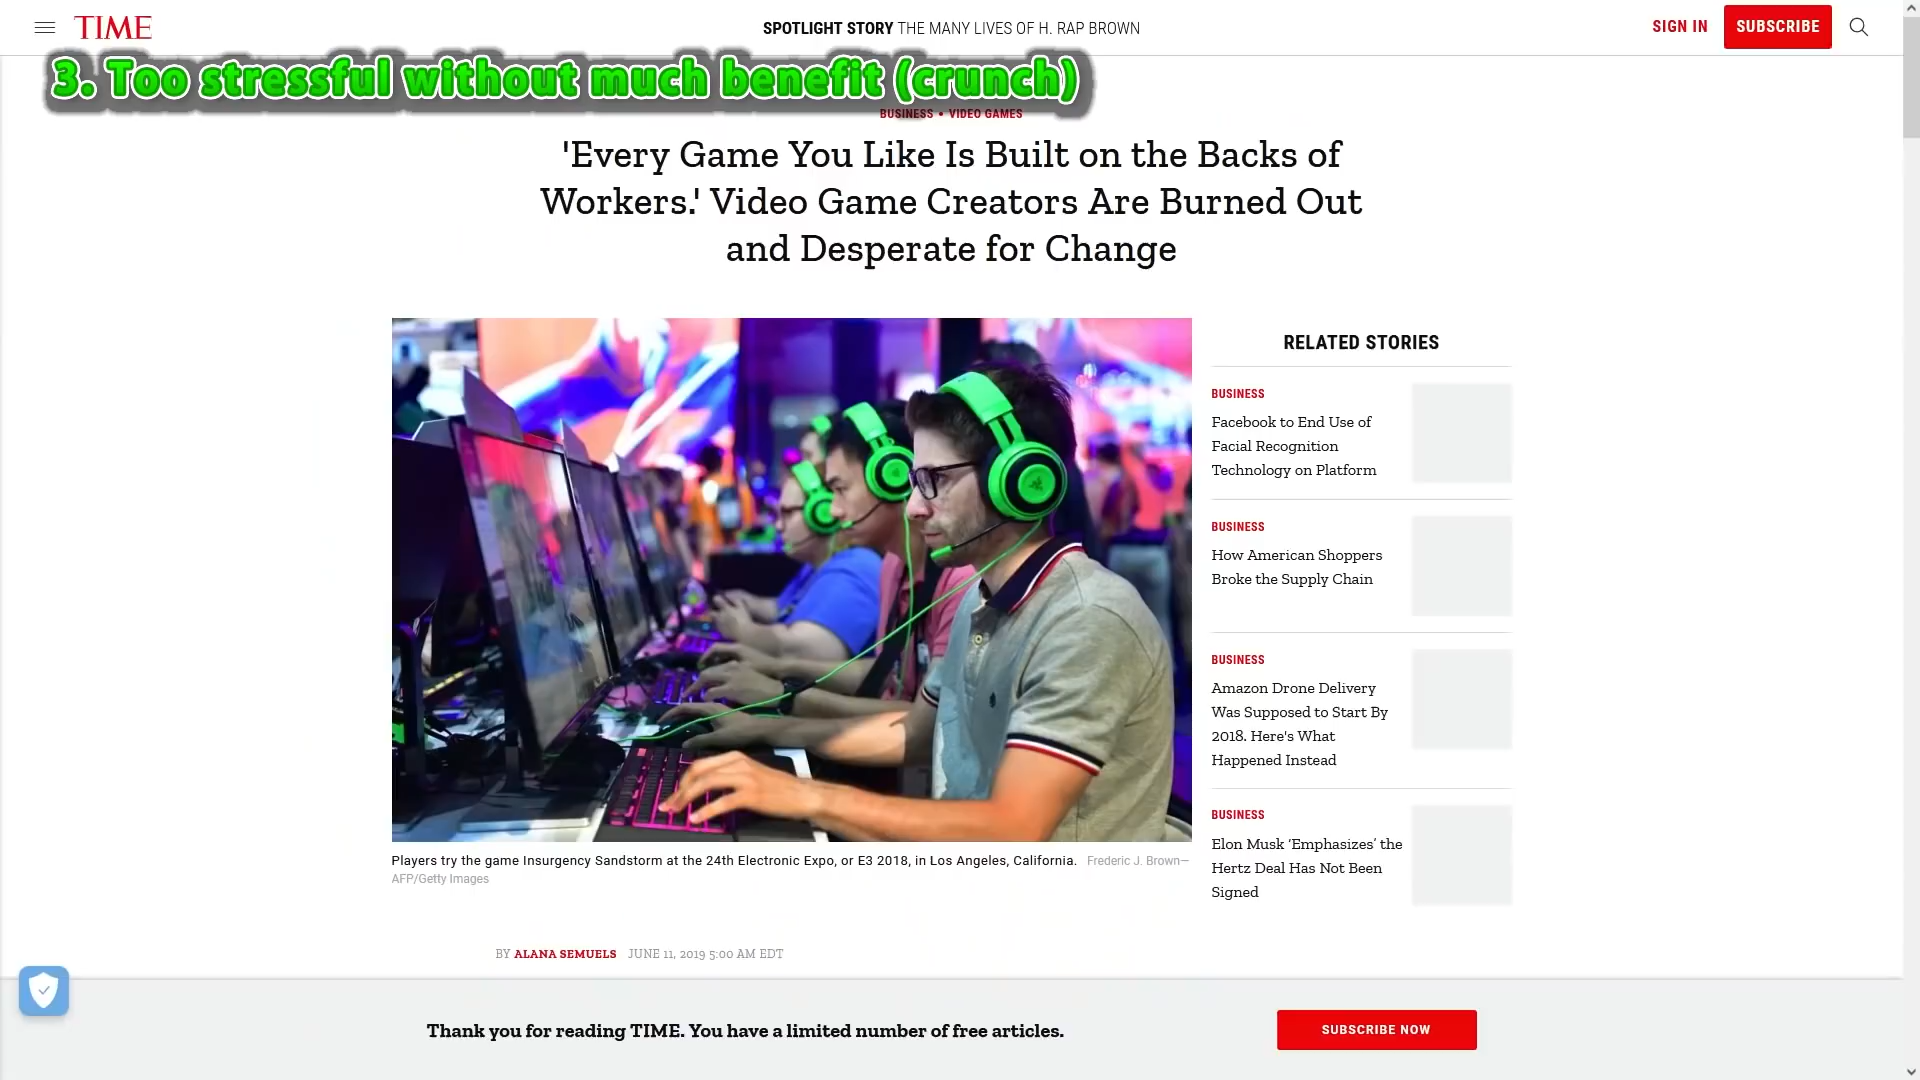 TIME
SPOTLIGHT STORY THE MANY LIVES OF H. RAP BROWN
SIGN IN
SUBSCRIBE
3. Too stressful without much benefit (crunch)
BUSINESS • VIDEO GAMES
'Every Game You Like Is Built on the Backs of
Workers.' Video Game Creators Are Burned Out
and Desperate for Change
Players try the game Insurgency Sandstorm at the 24th Electronic Expo, or E3 2018, in Los Angeles, California. Frederic J. Brown—
AFP/Getty Images
BY ALANA SEMUELS JUNE 11, 2019 5:00 AM EDT
RELATED STORIES
BUSINESS
Facebook to End Use of
Facial Recognition
Technology on Platform
BUSINESS
How American Shoppers
Broke the Supply Chain
BUSINESS
Amazon Drone Delivery
Was Supposed to Start By
2018. Here's What
Happened Instead
BUSINESS
Elon Musk ‘Emphasizes’ the
Hertz Deal Has Not Been
Signed
Thank you for reading TIME. You have a limited number of free articles.
SUBSCRIBE NOW